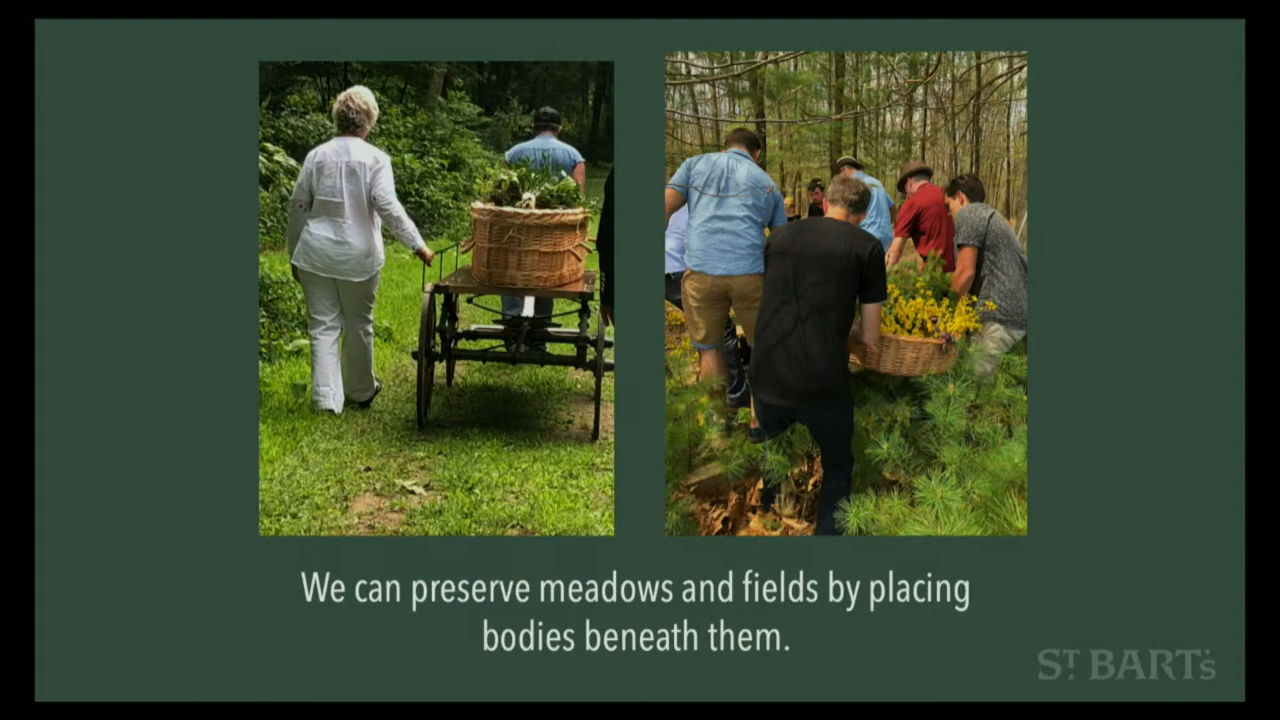 We can preserve meadows and fields by placing
bodies beneath them.
ST BART'S